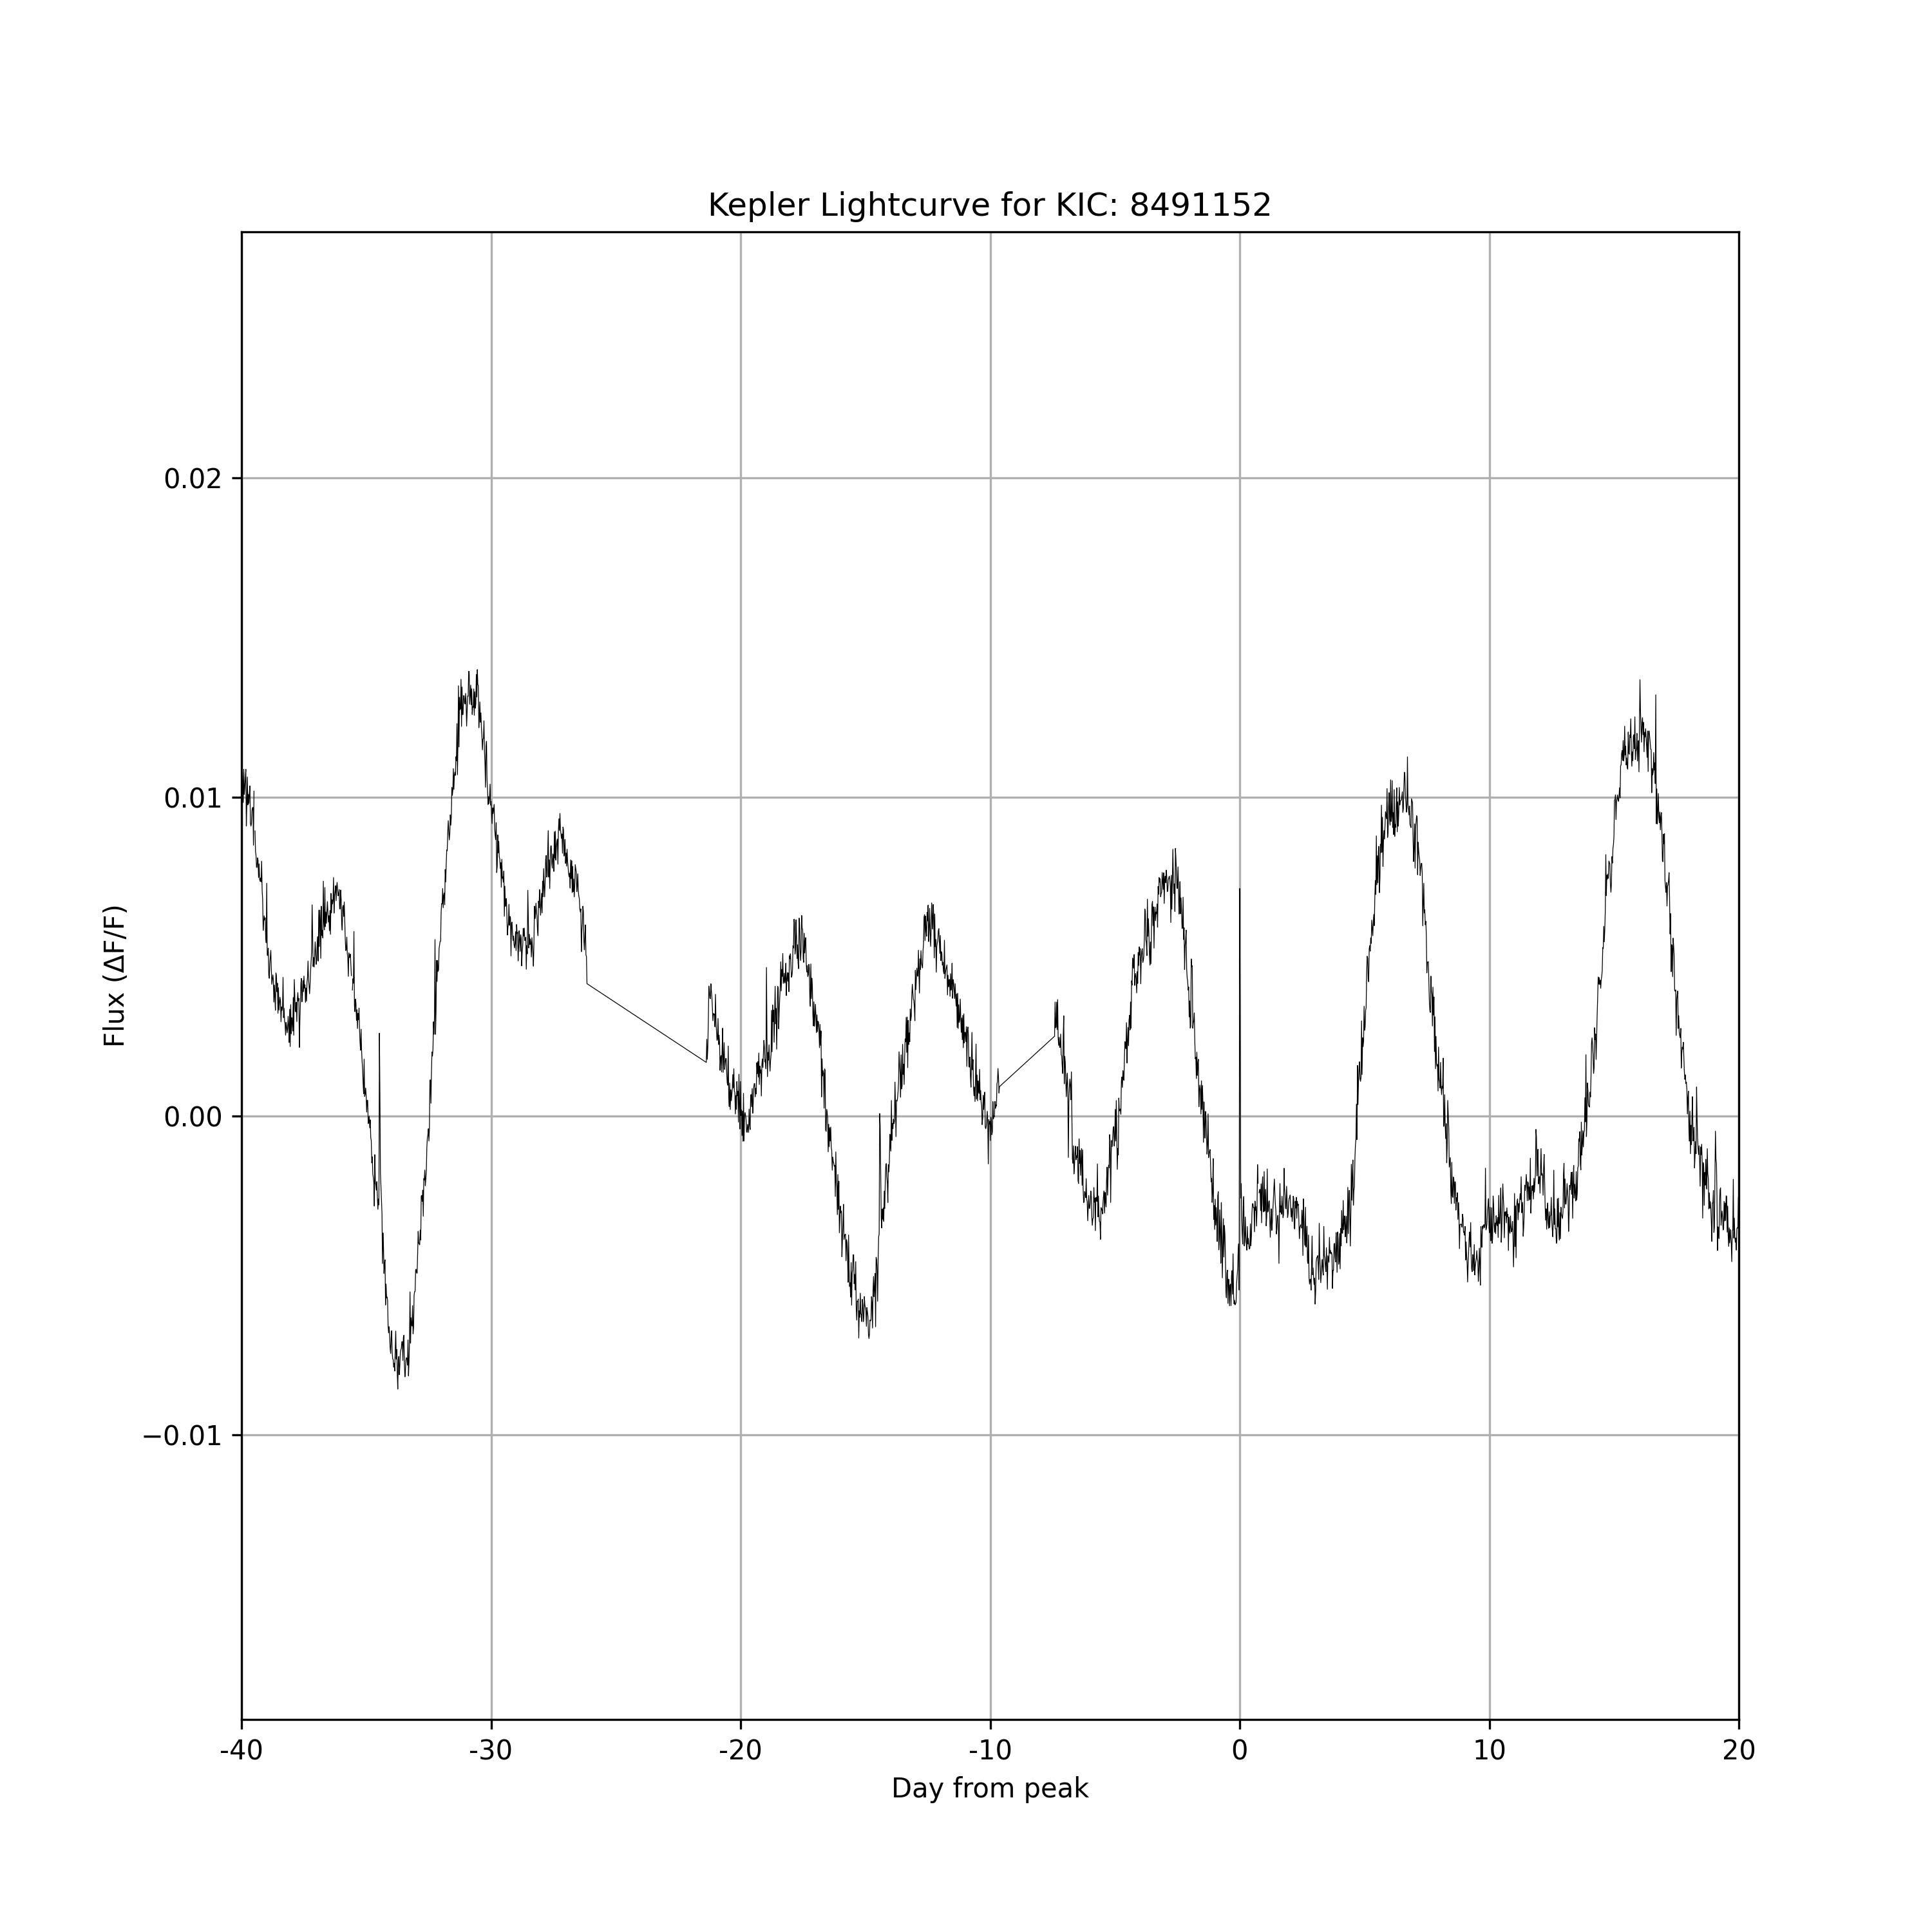 Kepler Lightcurve for KIC: 8491152
Flux (ΔF/F)
0.02
0.01
0.00
−0.01
-40 -30 -20 -10 0 10 20
Day from peak